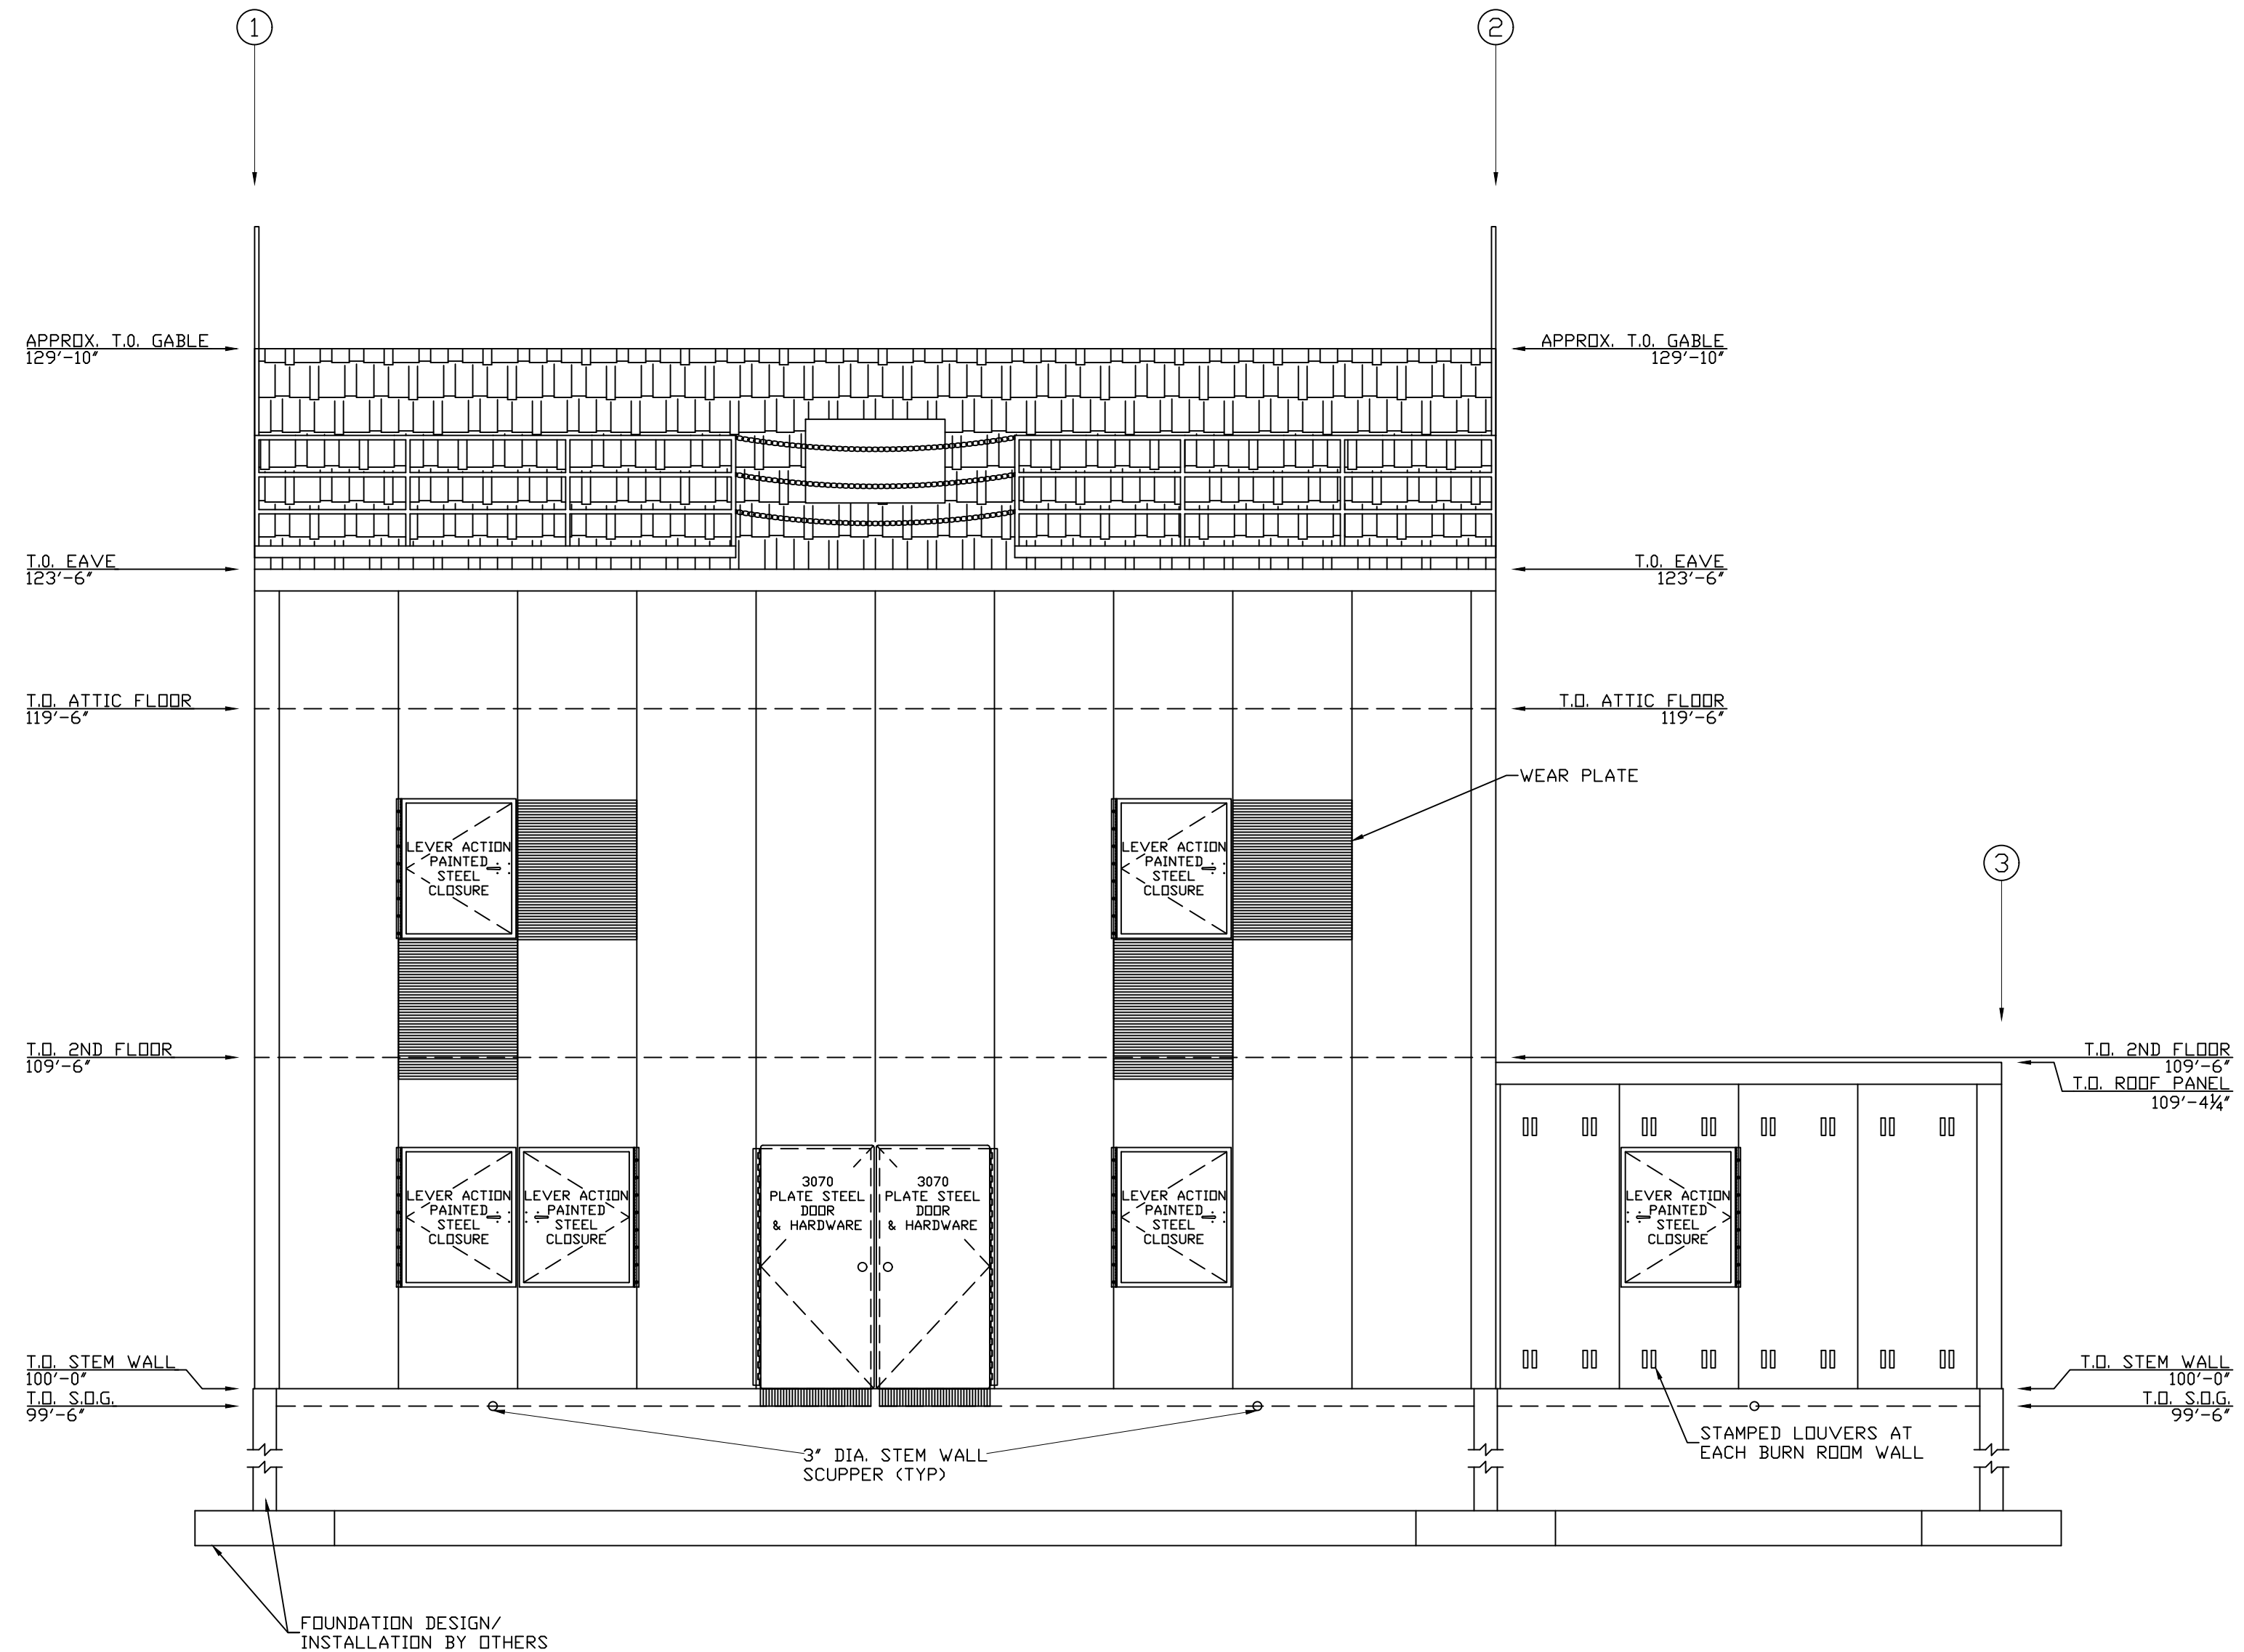 1
2
APPROX. T.O. GABLE
129'-10"
APPROX. T.O. GABLE
129'-10"
T.O. EAVE
123'-6"
T.O. EAVE
123'-6"
T.O. ATTIC FLOOR
119'-6"
T.O. ATTIC FLOOR
119'-6"
WEAR PLATE
LEVER ACTION
PAINTED
STEEL
CLOSURE
LEVER ACTION
PAINTED
STEEL
CLOSURE
3
T.O. 2ND FLOOR
109'-6"
T.O. 2ND FLOOR
109'-6"
T.O. ROOF PANEL
109'-4¼"
LEVER ACTION
PAINTED
STEEL
CLOSURE
LEVER ACTION
PAINTED
STEEL
CLOSURE
3070
PLATE STEEL
DOOR
& HARDWARE
3070
PLATE STEEL
DOOR
& HARDWARE
LEVER ACTION
PAINTED
STEEL
CLOSURE
LEVER ACTION
PAINTED
STEEL
CLOSURE
T.O. STEM WALL
100'-0"
T.O. S.O.G.
99'-6"
T.O. STEM WALL
100'-0"
T.O. S.O.G.
99'-6"
3" DIA. STEM WALL
SCUPPER (TYP)
STAMPED LOUVERS AT
EACH BURN ROOM WALL
FOUNDATION DESIGN/
INSTALLATION BY OTHERS